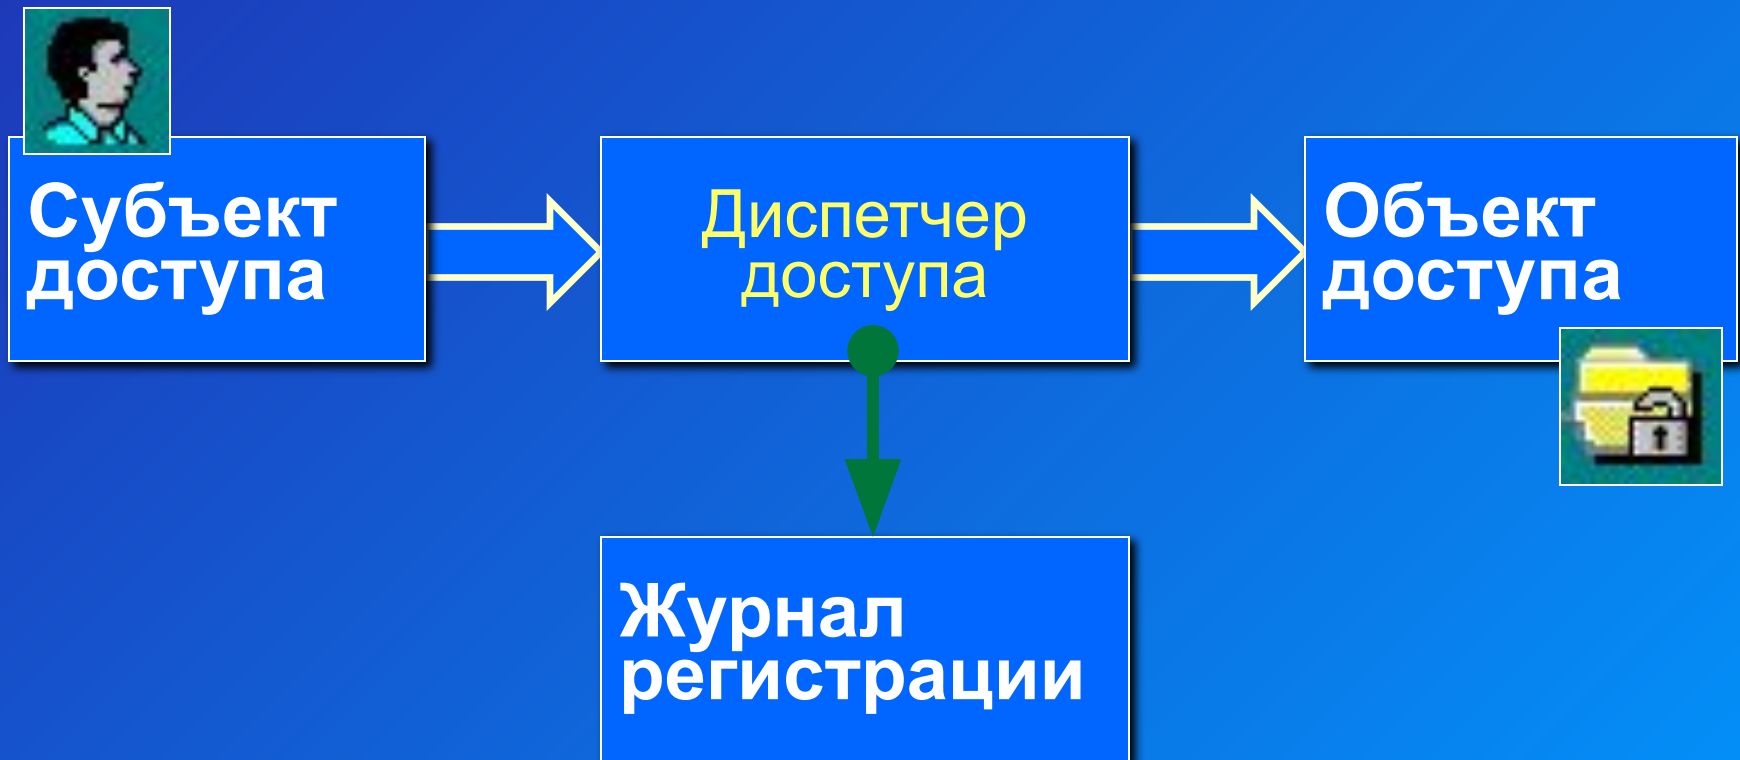 Субъект
доступа
Диспетчер
доступа
Объект
доступа
Журнал
регистрации